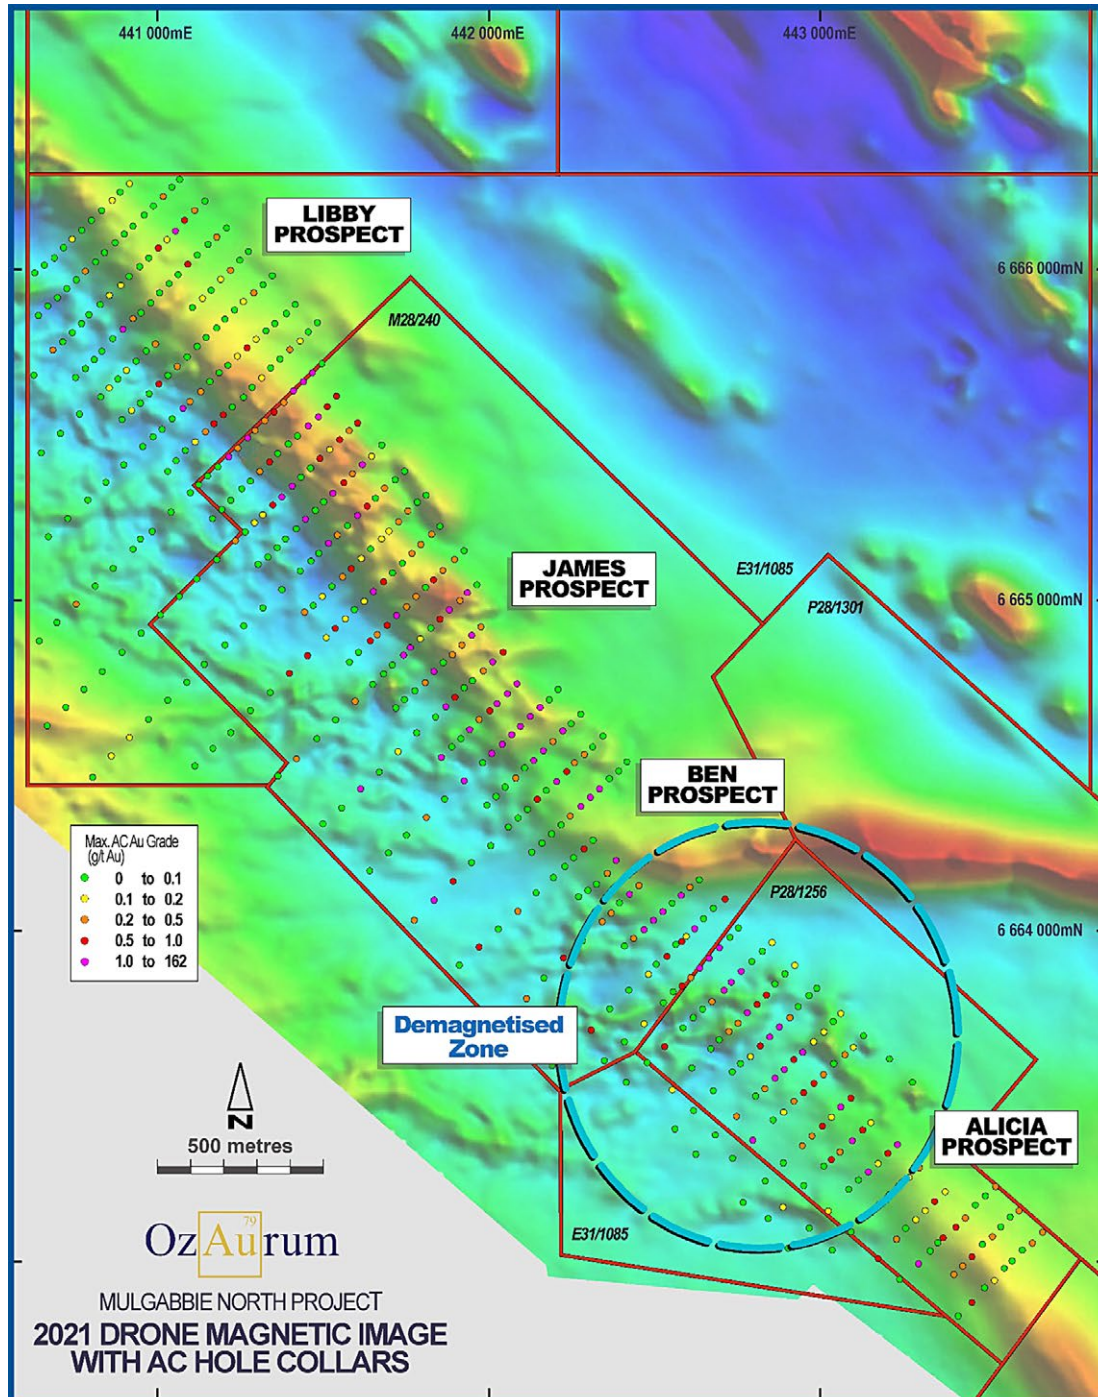 441 000mE
442 000mE
443 000mE
LIBBY
PROSPECT
6 666 000mN
M28/240
JAMES
PROSPECT
E31/1085
P28/1301
6 665 000mN
BEN
PROSPECT
Max. AC Au Grade
(g/t Au)
0 to 0.1
0.1 to 0.2
0.2 to 0.5
0.5 to 1.0
1.0 to 162
P28/1256
6 664 000mN
Demagnetised
Zone
N
500 metres
ALICIA
PROSPECT
E31/1085
79
OzAurum
MULGABBIE NORTH PROJECT
2021 DRONE MAGNETIC IMAGE
WITH AC HOLE COLLARS